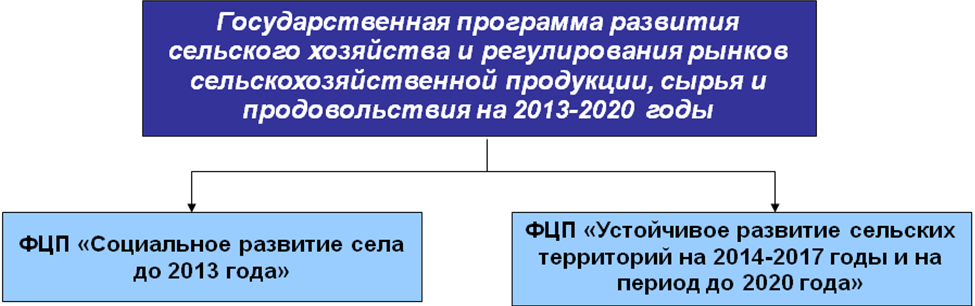 Государственная программа развития
сельского хозяйства и регулирования рынков
сельскохозяйственной продукции, сырья и
продовольствия на 2013-2020 годы
ФЦП «Социальное развитие села
до 2013 года»
ФЦП «Устойчивое развитие сельских
территорий на 2014-2017 годы и на
период до 2020 года»